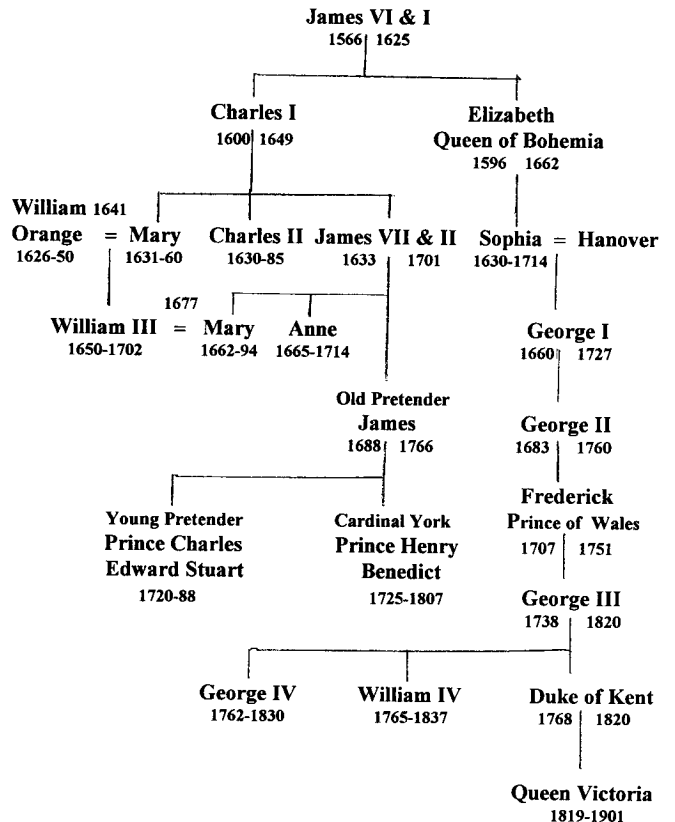 James VI & I
1566 1625
Charles I
1600 1649
Elizabeth
Queen of Bohemia
1596 1662
William 1641
Orange = Mary
1626-50 1631-60
Charles II
1630-85
James VII & II
1633 1701
Sophia = Hanover
1630-1714
1677
William III = Mary
1650-1702 1662-94
Anne
1665-1714
George I
1660 1727
Old Pretender
James
1688 1766
George II
1683 1760
Young Pretender
Prince Charles
Edward Stuart
1720-88
Cardinal York
Prince Henry
Benedict
1725-1807
Frederick
Prince of Wales
1707 1751
George III
1738 1820
George IV
1762-1830
William IV
1765-1837
Duke of Kent
1768 1820
Queen Victoria
1819-1901